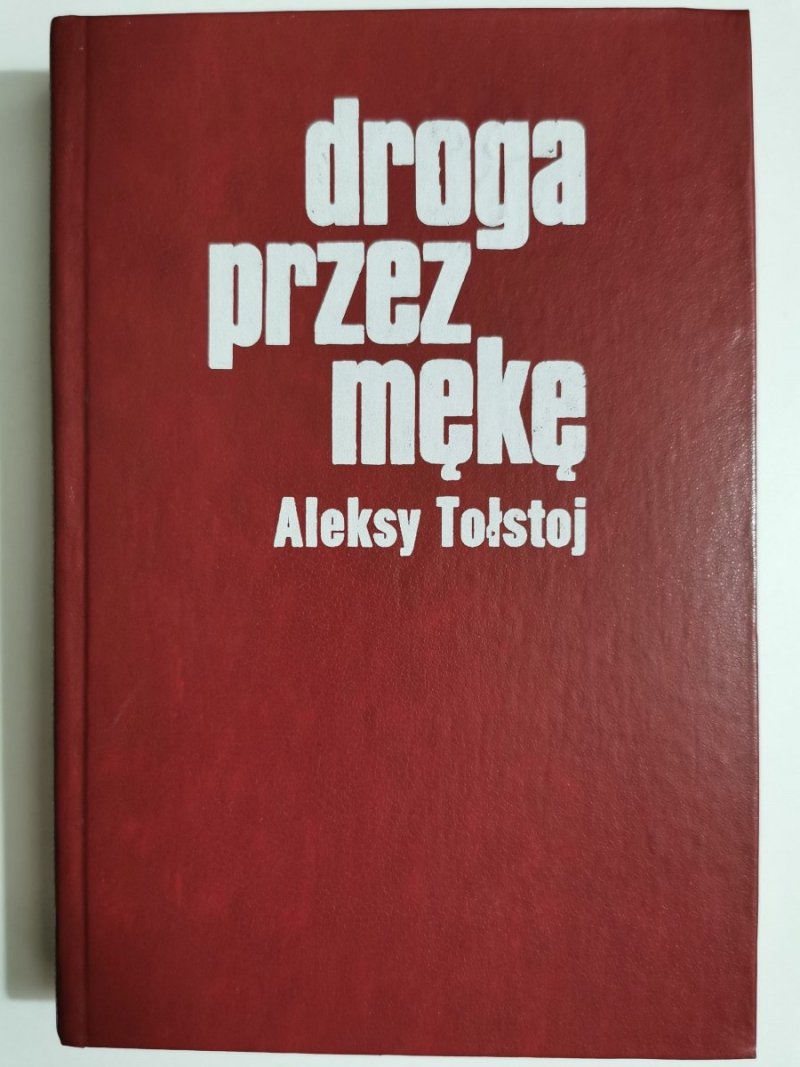 droga
przez
mękę
Aleksy Tołstoj